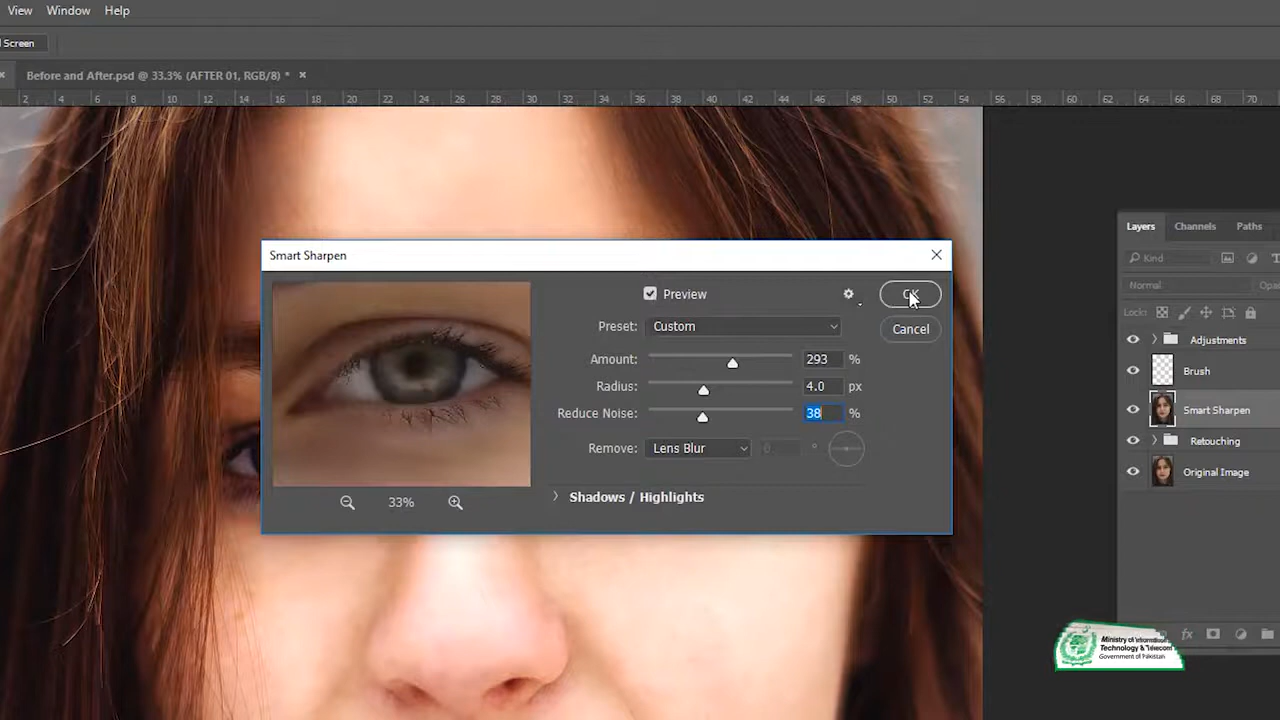 View Window Help
Screen
Before and After.psd @ 33.3% (AFTER 01, RGB/8) * ×
2 4 6 8 10 12 14 16 18 20 22 24 26 28 30 32 34 36 38 40 42 44 46 48 50 52 54 56 58 60 62 64 66 68 70
Smart Sharpen
Preview
OK
Preset: Custom
Cancel
Amount: 293 %
Radius: 4.0 px
Reduce Noise: 38 %
Remove: Lens Blur 0 °
33%
Shadows / Highlights
Layers Channels Paths
Kind
Normal Opac
Lock:
Adjustments
Brush
Smart Sharpen
Retouching
Original Image
fx
Ministry of Information
Technology & Telecom
Government of Pakistan